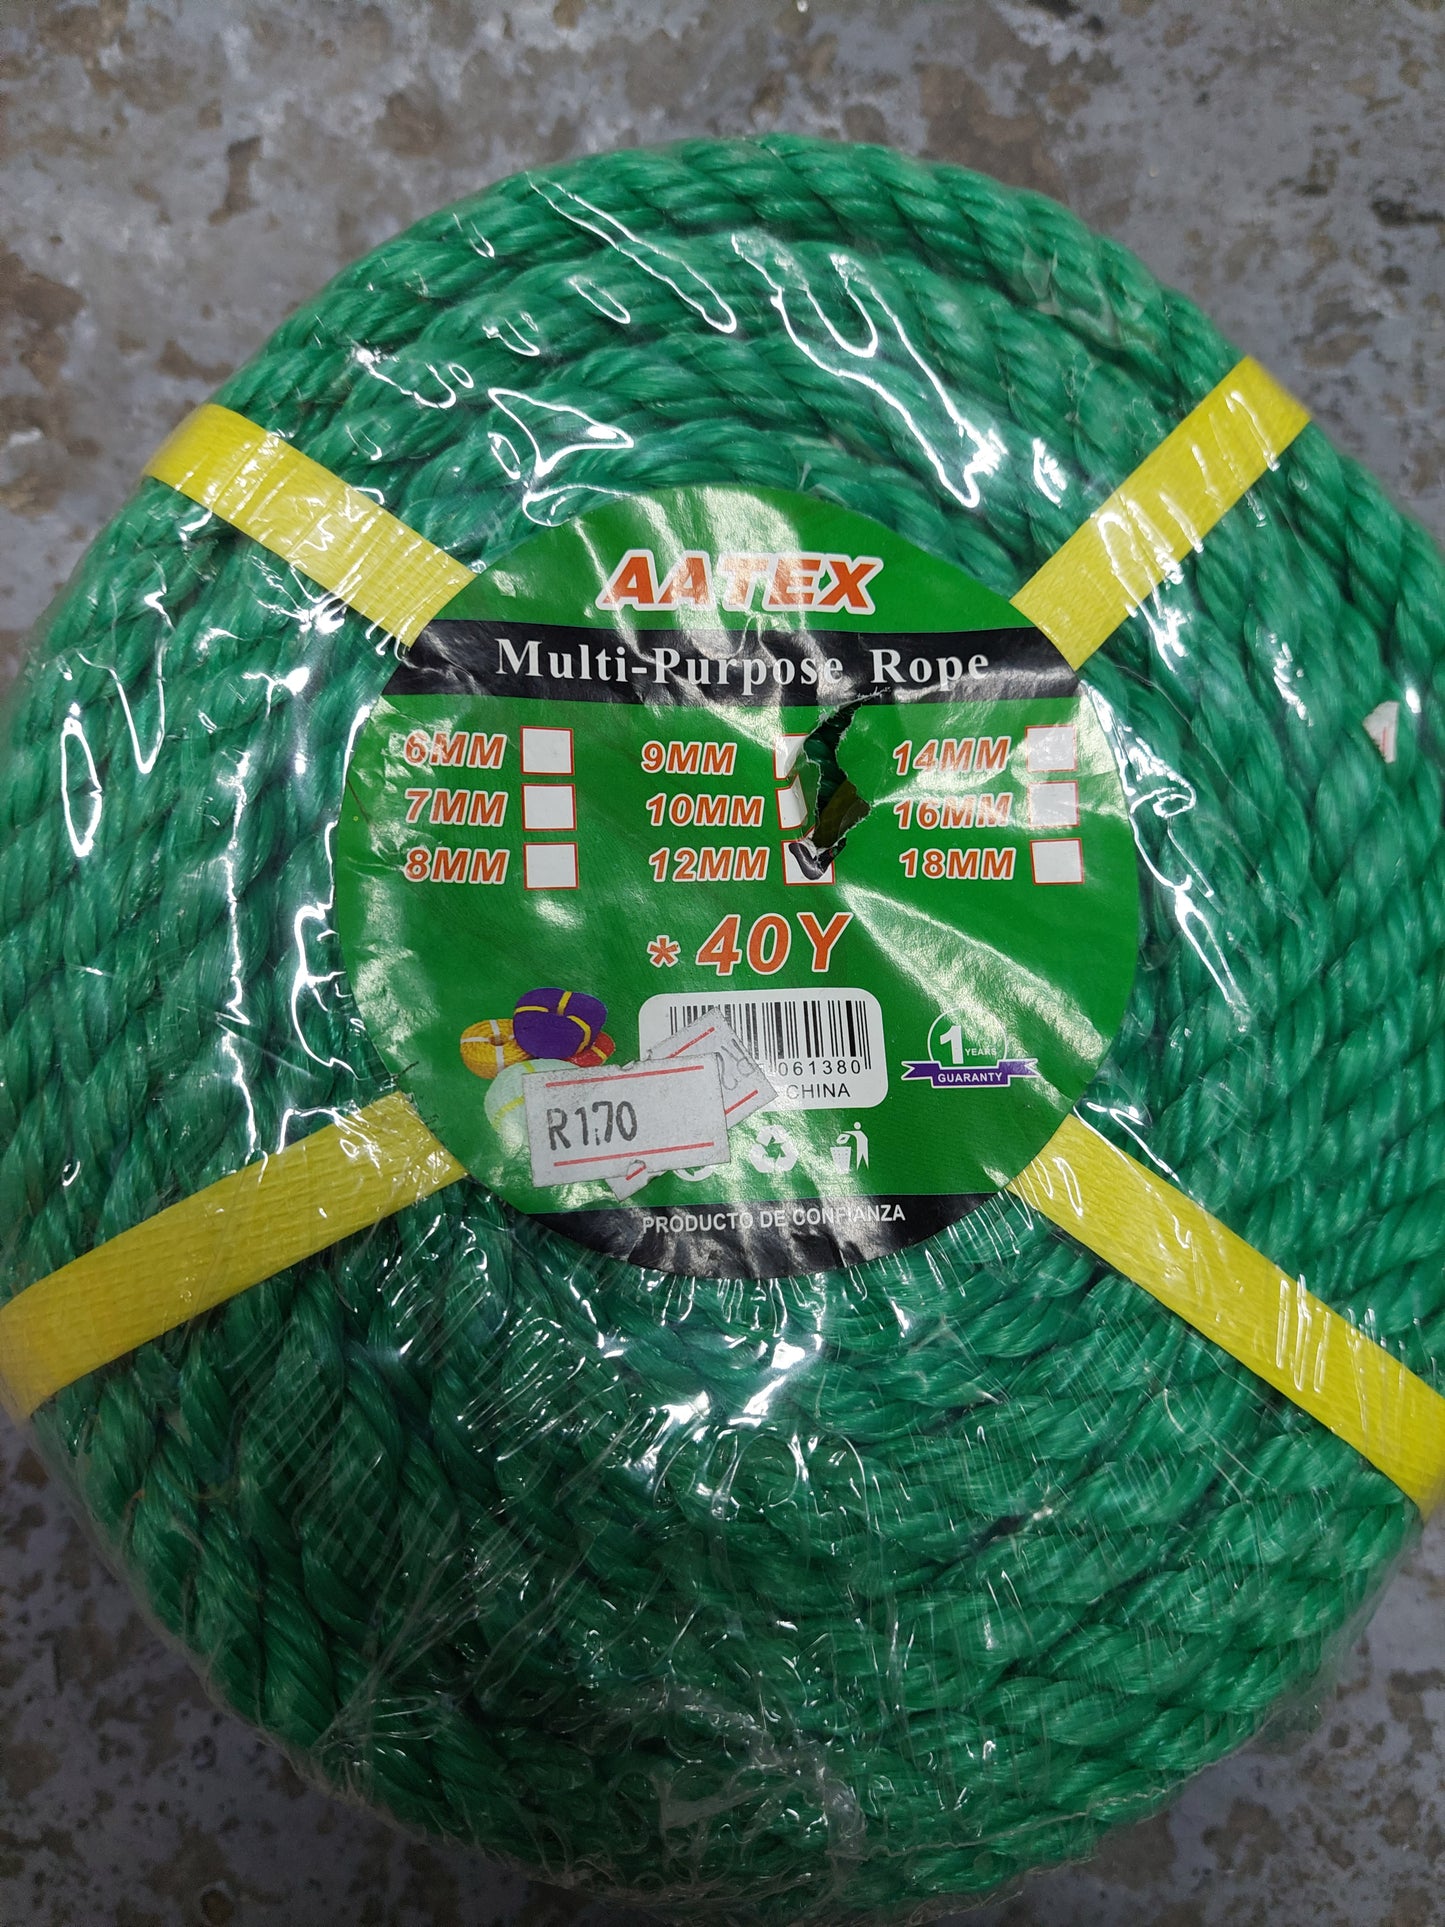 AATEX
Multi-Purpose Rope
6MM 9MM 14MM
7MM 10MM 16MM
8MM 12MM 18MM
* 40Y
061380
CHINA
1 YEARS
GUARANTY
R170
PRODUCTO DE CONFIANZA